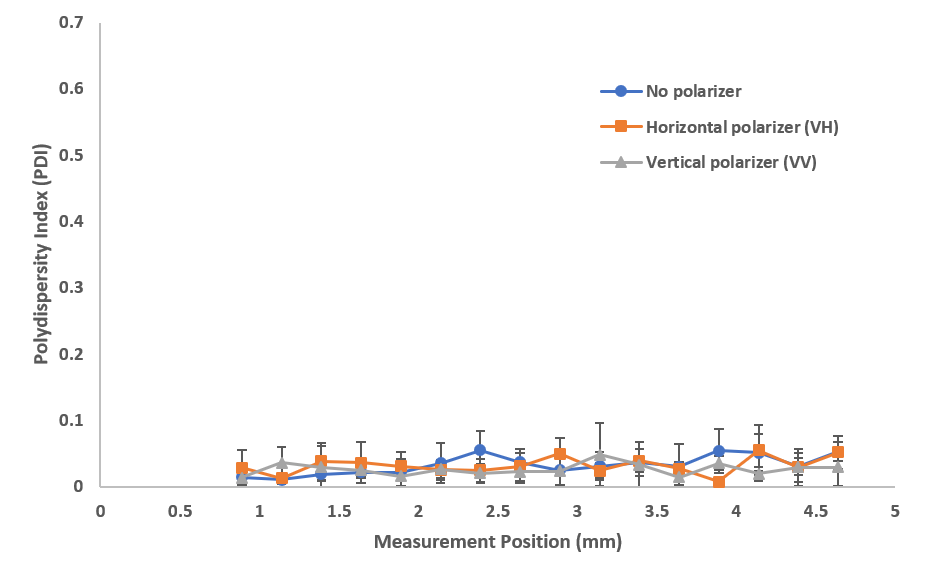 0.7
0.6
0.5
0.4
0.3
0.2
0.1
0
Polydispersity Index (PDI)
No polarizer
Horizontal polarizer (VH)
Vertical polarizer (VV)
0 0.5 1 1.5 2 2.5 3 3.5 4 4.5 5
Measurement Position (mm)